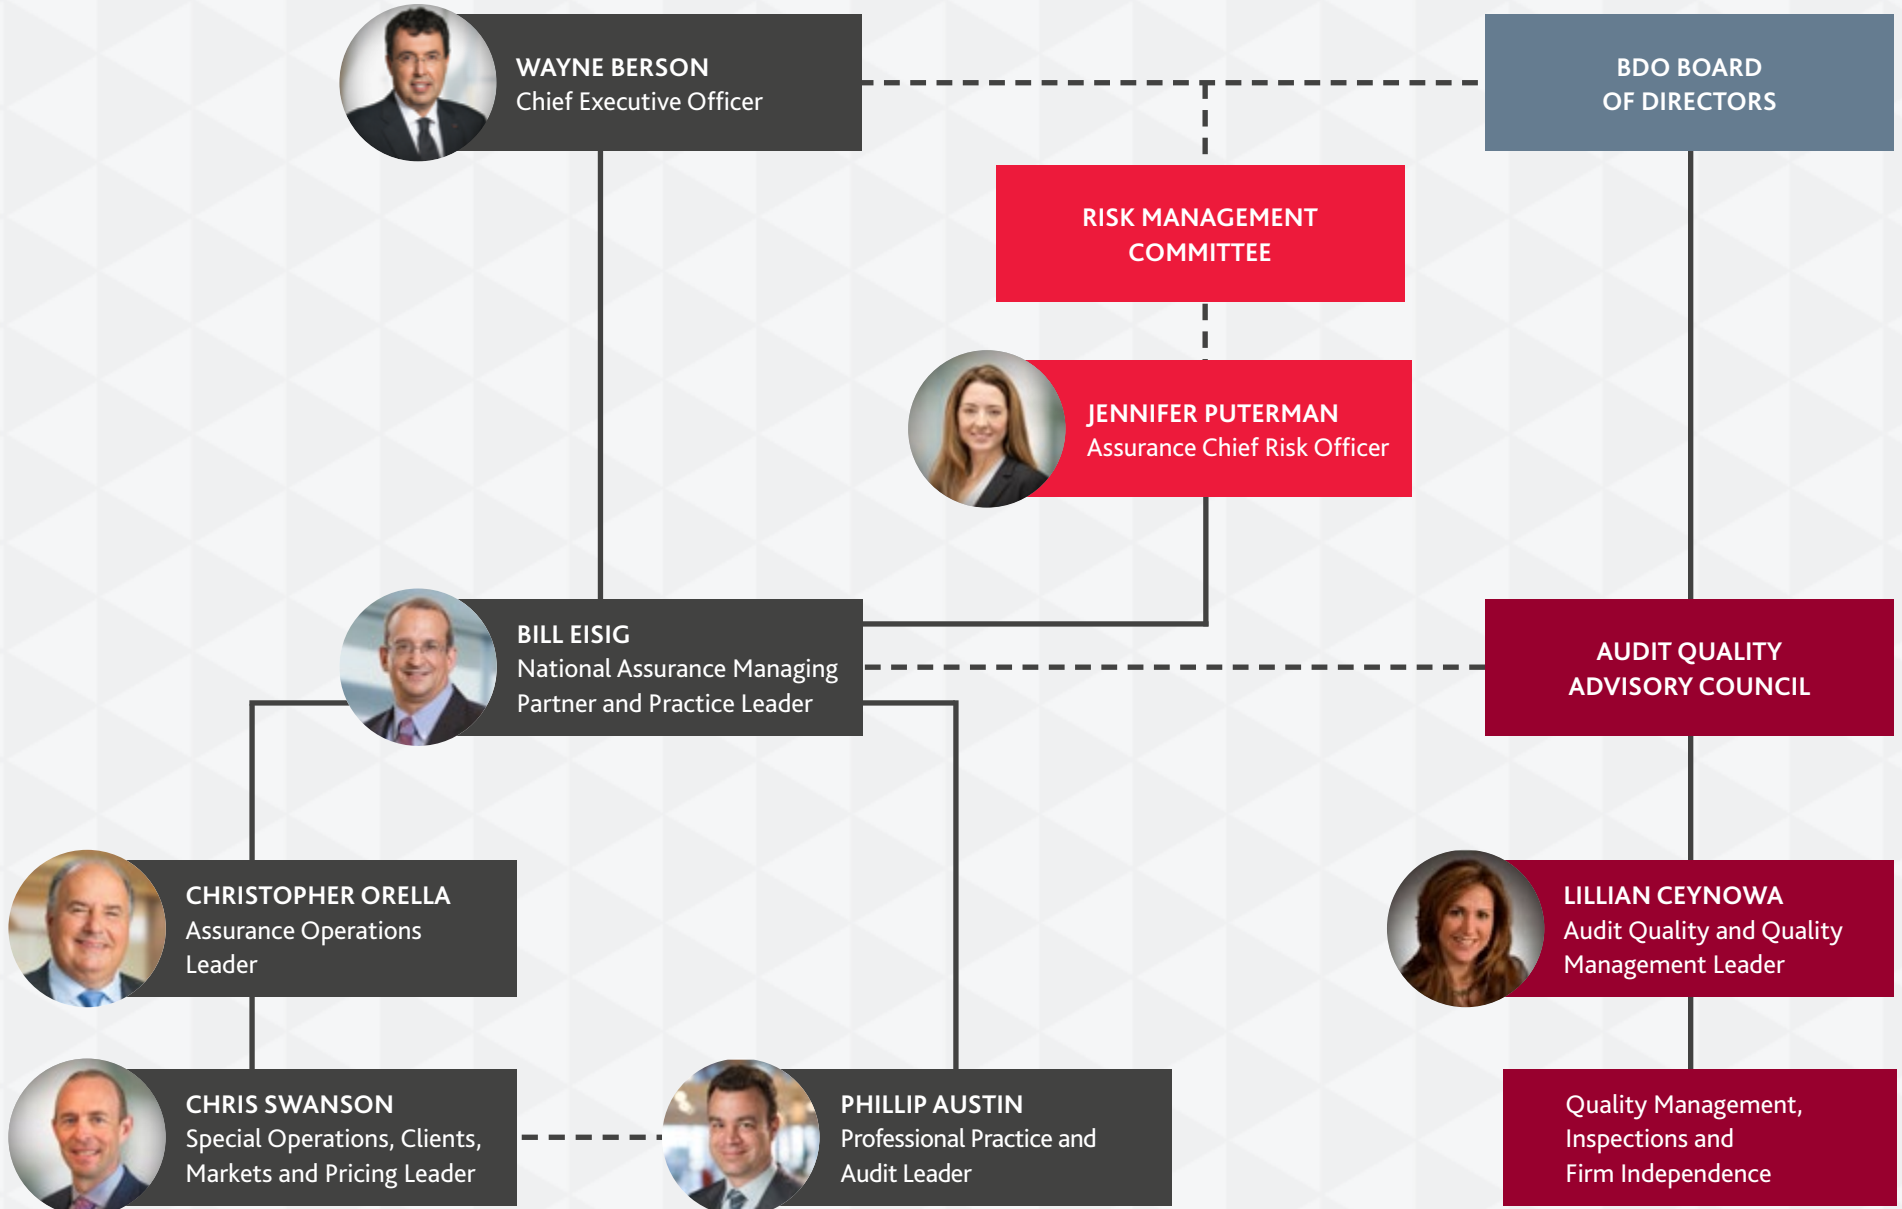 WAYNE BERSON
Chief Executive Officer
BDO BOARD
OF DIRECTORS
RISK MANAGEMENT
COMMITTEE
JENNIFER PUTERMAN
Assurance Chief Risk Officer
BILL EISIG
National Assurance Managing
Partner and Practice Leader
AUDIT QUALITY
ADVISORY COUNCIL
CHRISTOPHER ORELLA
Assurance Operations
Leader
LILLIAN CEYNOWA
Audit Quality and Quality
Management Leader
CHRIS SWANSON
Special Operations, Clients,
Markets and Pricing Leader
PHILLIP AUSTIN
Professional Practice and
Audit Leader
Quality Management,
Inspections and
Firm Independence